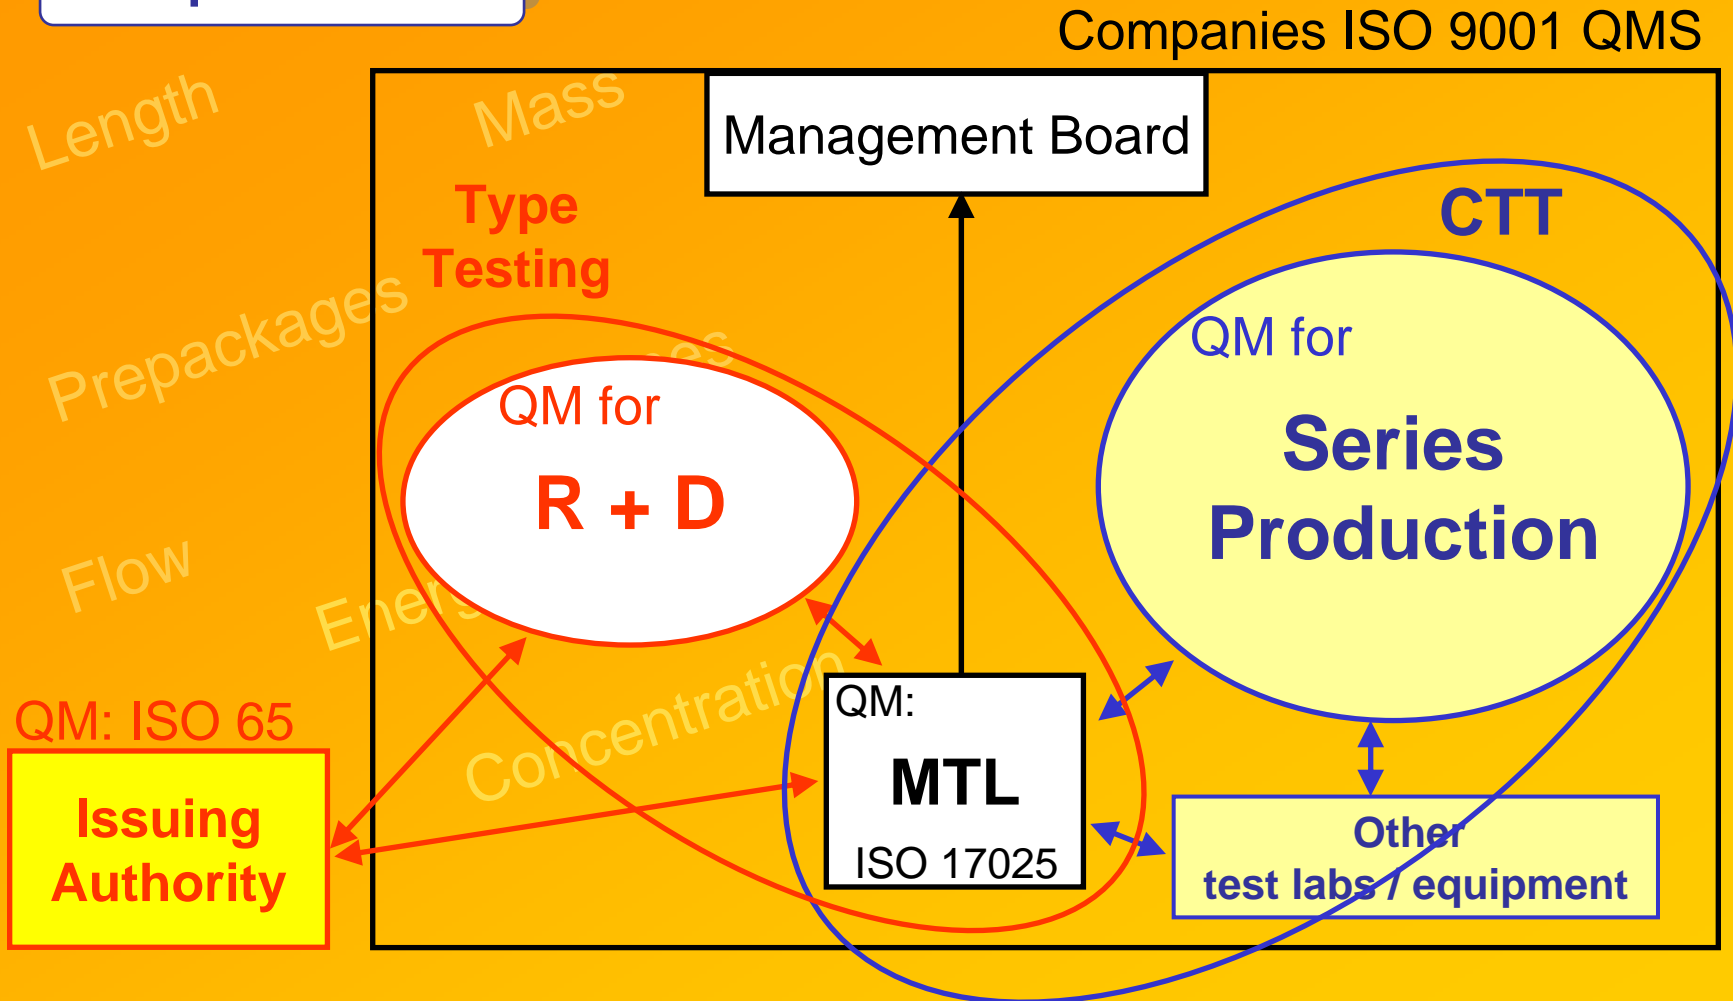 Companies ISO 9001 QMS
Length
Mass
Management Board
Type
Testing
CTT
Prepackages
QM for
QM for
R + D
Series
Production
Flow
Concentration
QM: ISO 65
Issuing
Authority
QM:
MTL
ISO 17025
Other
test labs / equipment